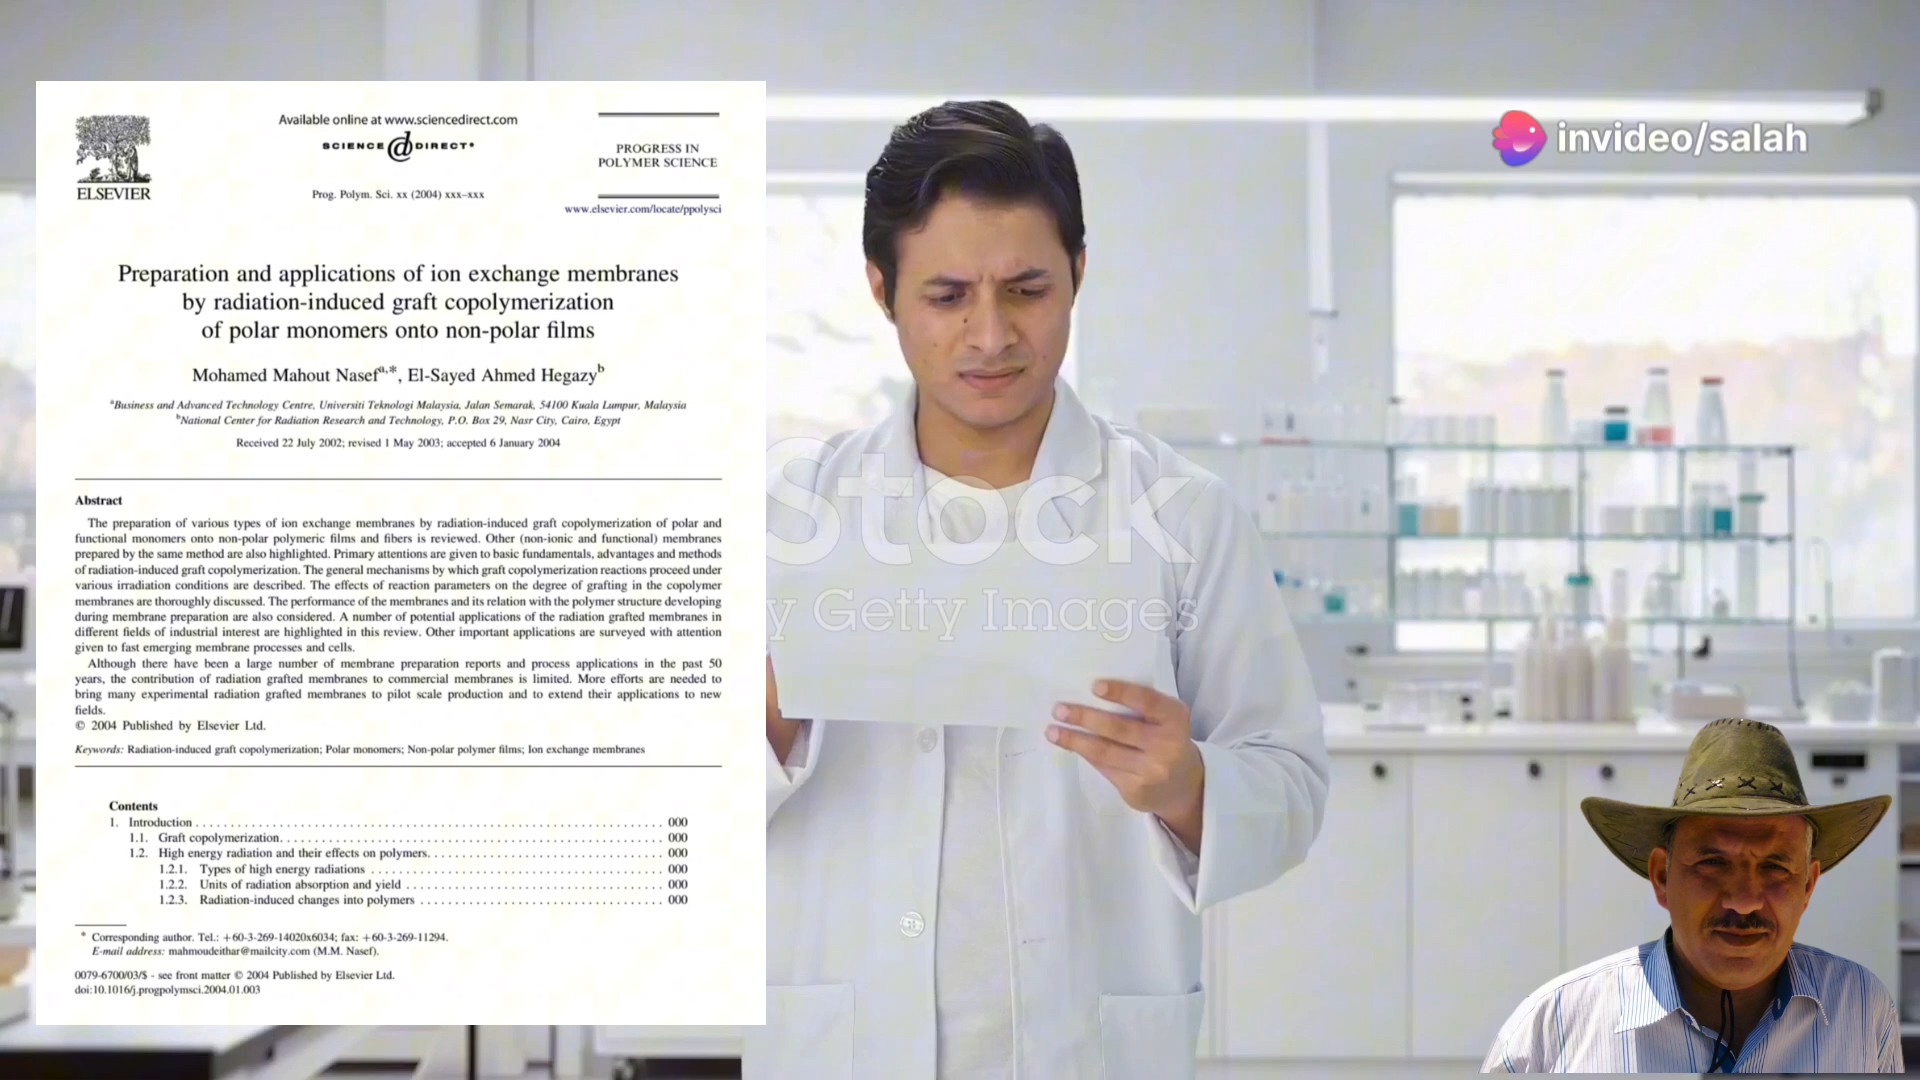 ELSEVIER
Available online at www.sciencedirect.com
SCIENCE DIRECT®
Prog. Polym. Sci. xx (2004) xxx–xxx
PROGRESS IN
POLYMER SCIENCE
www.elsevier.com/locate/ppolysci
Preparation and applications of ion exchange membranes
by radiation-induced graft copolymerization
of polar monomers onto non-polar films
Mohamed Mahout Nasefa,*, El-Sayed Ahmed Hegazyb
aBusiness and Advanced Technology Centre, Universiti Teknologi Malaysia, Jalan Semarak, 54100 Kuala Lumpur, Malaysia
bNational Center for Radiation Research and Technology, P.O. Box 29, Nasr City, Cairo, Egypt
Received 22 July 2002; revised 1 May 2003; accepted 6 January 2004
Abstract
The preparation of various types of ion exchange membranes by radiation-induced graft copolymerization of polar and
functional monomers onto non-polar polymeric films and fibers is reviewed. Other (non-ionic and functional) membranes
prepared by the same method are also highlighted. Primary attentions are given to basic fundamentals, advantages and methods
of radiation-induced graft copolymerization. The general mechanisms by which graft copolymerization reactions proceed under
various irradiation conditions are described. The effects of reaction parameters on the degree of grafting in the copolymer
membranes are thoroughly discussed. The performance of the membranes and its relation with the polymer structure developing
during membrane preparation are also considered. A number of potential applications of the radiation grafted membranes in
different fields of industrial interest are highlighted in this review. Other important applications are surveyed with attention
given to fast emerging membrane processes and cells.
Although there have been a large number of membrane preparation reports and process applications in the past 50
years, the contribution of radiation grafted membranes to commercial membranes is limited. More efforts are needed to
bring many experimental radiation grafted membranes to pilot scale production and to extend their applications to new
fields.
© 2004 Published by Elsevier Ltd.
Keywords: Radiation-induced graft copolymerization; Polar monomers; Non-polar polymer films; Ion exchange membranes
Contents
1. Introduction . . . . . . . . . . . . . . . . . . . . 000
1.1. Graft copolymerization. . . . . . . . . . . . . . . . . . . . 000
1.2. High energy radiation and their effects on polymers. . . . . . . . . . . . . . . . . . . . 000
1.2.1. Types of high energy radiations . . . . . . . . . . . . . . . . . . . . 000
1.2.2. Units of radiation absorption and yield . . . . . . . . . . . . . . . . . . . . 000
1.2.3. Radiation-induced changes into polymers . . . . . . . . . . . . . . . . . . . . 000
* Corresponding author. Tel.: +60-3-269-14020x6034; fax: +60-3-269-11294.
E-mail address: mahmoudeithar@mailcity.com (M.M. Nasef).
0079-6700/03/$ - see front matter © 2004 Published by Elsevier Ltd.
doi:10.1016/j.progpolymsci.2004.01.003
invideo/salah
Stock
y Getty Images